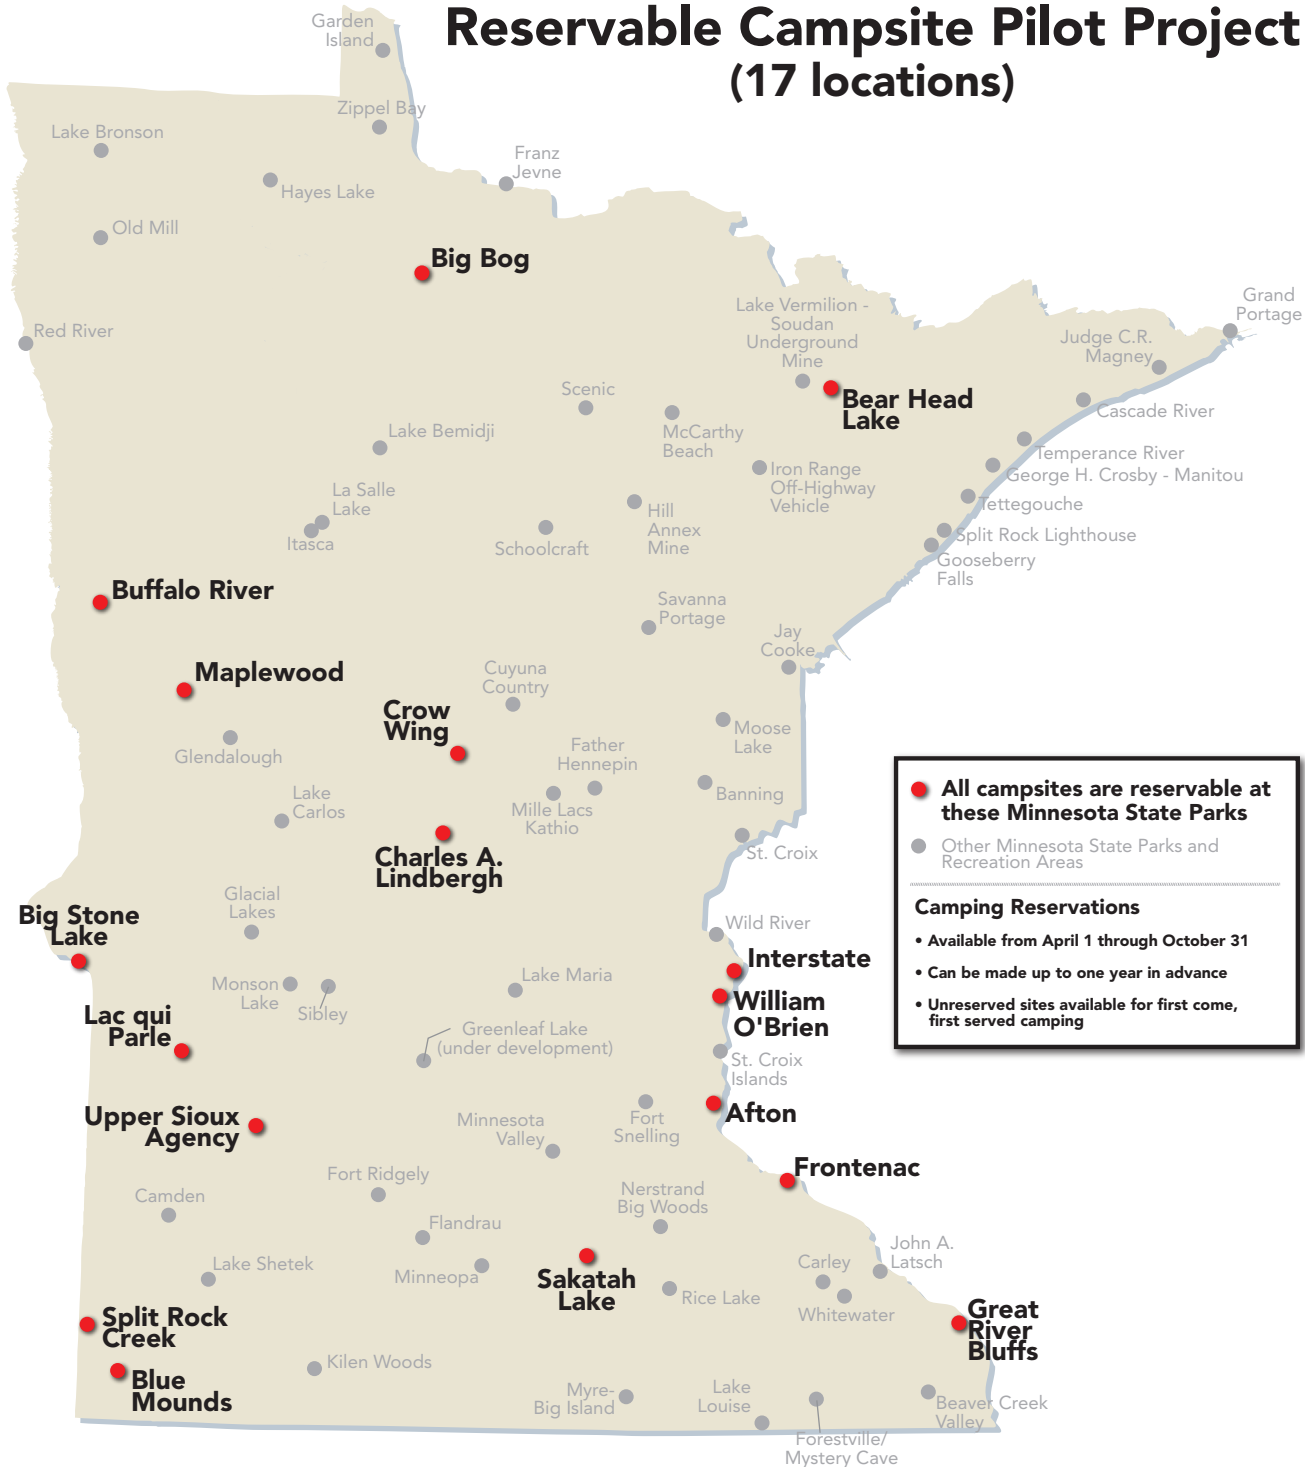 Reservable Campsite Pilot Project
(17 locations)
Garden
Island
Zippel Bay
Lake Bronson
Franz
Jevne
Hayes Lake
Old Mill
Big Bog
Grand
Portage
Lake Vermilion -
Soudan
Underground
Mine
Red River
Judge C.R.
Magney
Scenic
Bear Head
Lake
Cascade River
Lake Bemidji
McCarthy
Beach
Temperance River
Iron Range
Off-Highway
Vehicle
George H. Crosby - Manitou
La Salle
Lake
Tettegouche
Hill
Annex
Mine
Itasca
Schoolcraft
Split Rock Lighthouse
Gooseberry
Falls
Buffalo River
Savanna
Portage
Jay
Cooke
Maplewood
Cuyuna
Country
Crow
Wing
Moose
Lake
Glendalough
Father
Hennepin
Lake
Carlos
Mille Lacs
Kathio
Banning
Charles A.
Lindbergh
St. Croix
All campsites are reservable at
these Minnesota State Parks
Other Minnesota State Parks and
Recreation Areas
Camping Reservations
• Available from April 1 through October 31
• Can be made up to one year in advance
• Unreserved sites available for first come,
first served camping
Glacial
Lakes
Big Stone
Lake
Wild River
Interstate
Monson
Lake
Sibley
Lake Maria
William
O'Brien
Lac qui
Parle
Greenleaf Lake
(under development)
St. Croix
Islands
Upper Sioux
Agency
Minnesota
Valley
Fort
Snelling
Afton
Fort Ridgely
Frontenac
Camden
Nerstrand
Big Woods
Flandrau
Lake Shetek
Minneopa
Sakatah
Lake
Rice Lake
Carley
John A.
Latsch
Whitewater
Split Rock
Creek
Great
River
Bluffs
Blue
Mounds
Kilen Woods
Myre-
Big Island
Lake
Louise
Beaver Creek
Valley
Forestville/
Mystery Cave